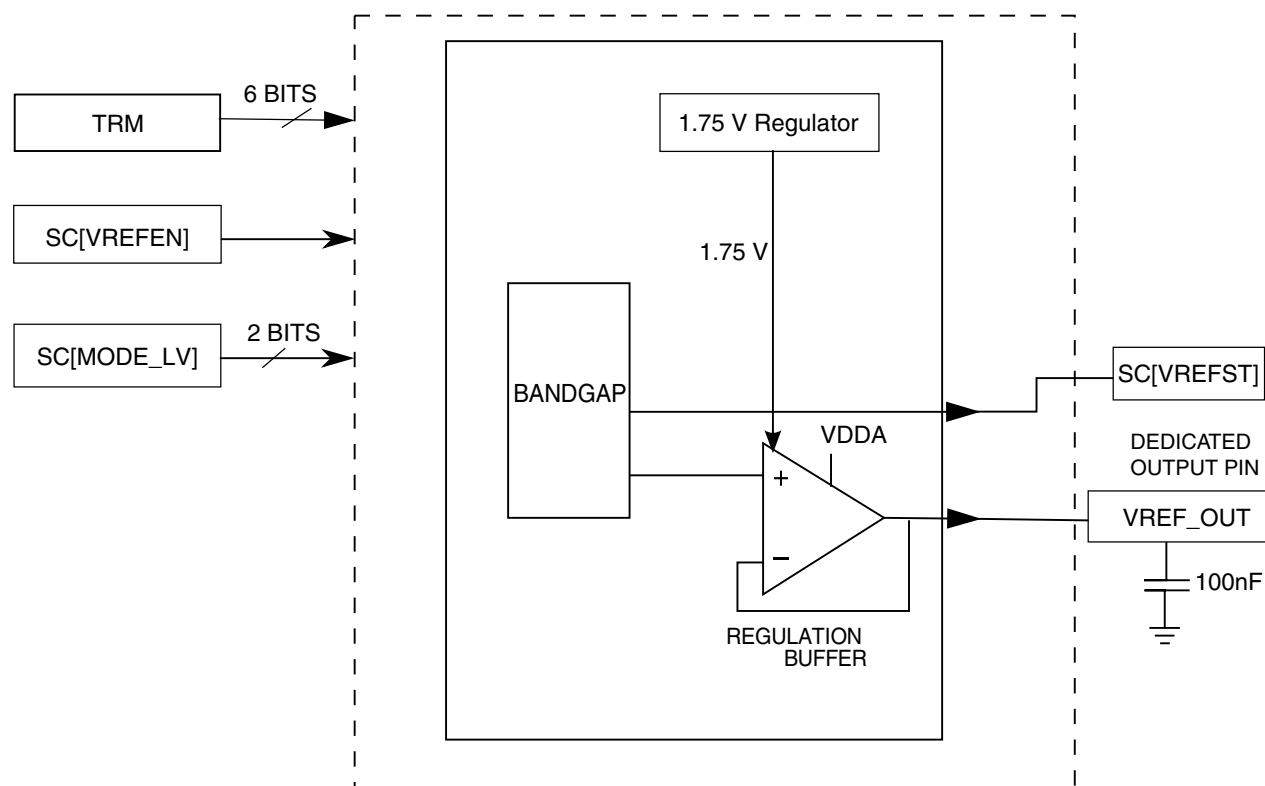 6 BITS
TRM
1.75 V Regulator
SC[VREFEN]
1.75 V
2 BITS
SC[MODE_LV]
SC[VREFST]
BANDGAP
VDDA
DEDICATED
OUTPUT PIN
+
VREF_OUT
–
100nF
REGULATION
BUFFER